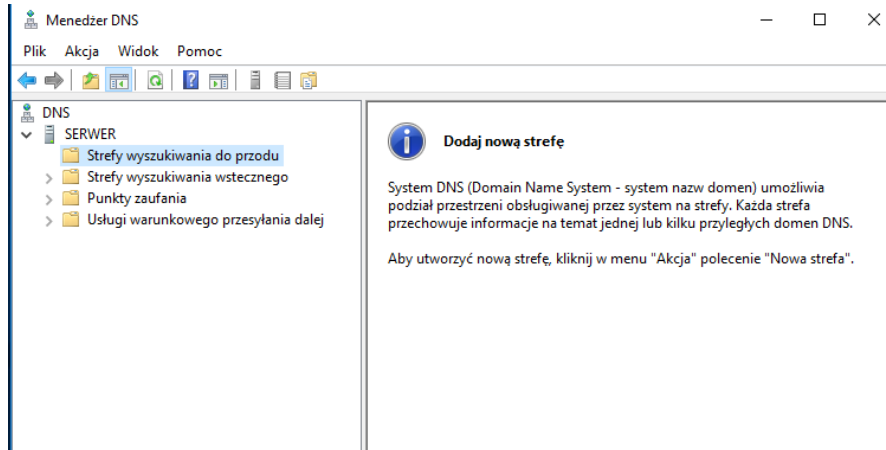 Menedżer DNS
Plik Akcja Widok Pomoc
DNS
SERWER
Strefy wyszukiwania do przodu
Strefy wyszukiwania wstecznego
Punkty zaufania
Usługi warunkowego przesyłania dalej
Dodaj nową strefę
System DNS (Domain Name System - system nazw domen) umożliwia
podział przestrzeni obsługiwanej przez system na strefy. Każda strefa
przechowuje informacje na temat jednej lub kilku przyległych domen DNS.
Aby utworzyć nową strefę, kliknij w menu "Akcja" polecenie "Nowa strefa".